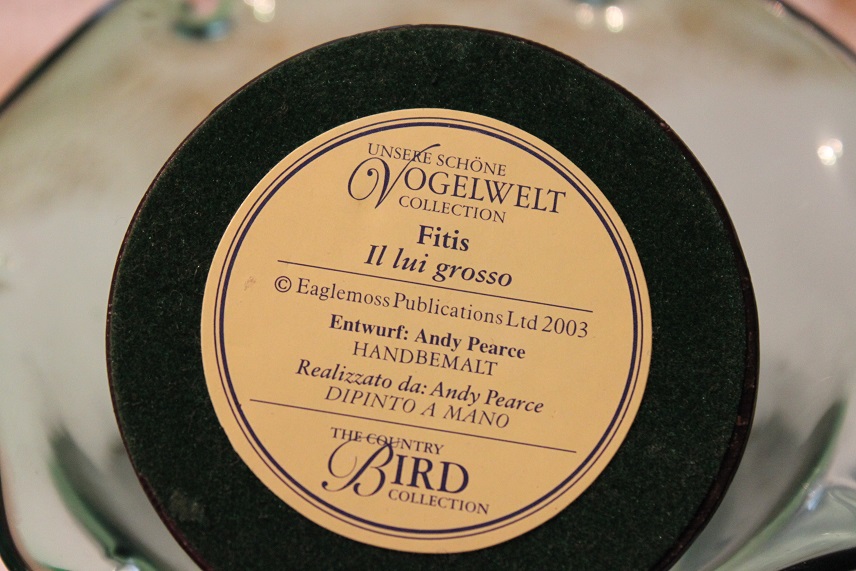 UNSERE SCHÖNE
VOGELWELT
COLLECTION
Fitis
Il lui grosso
© Eaglemoss Publications Ltd 2003
Entwurf: Andy Pearce
HANDBEMALT
Realizzato da: Andy Pearce
DIPINTO A MANO
THE COUNTRY
BIRD
COLLECTION